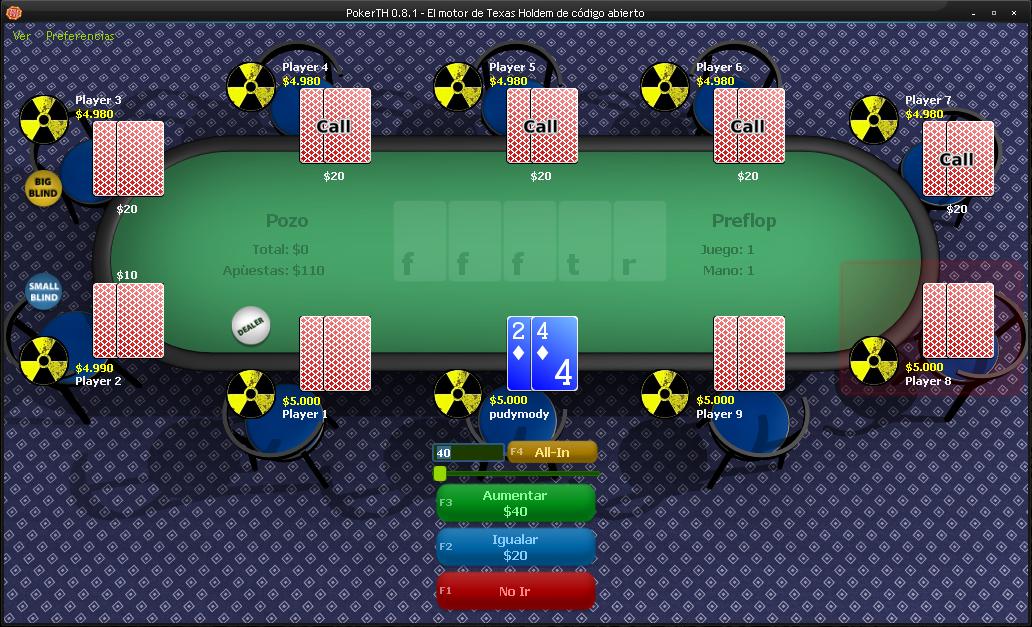 PokerTH 0.8.1 - El motor de Texas Holdem de código abierto
Ver Preferencias
Player 4
$4.980
Player 5
$4.980
Player 6
$4.980
Player 3
$4.980
Player 7
$4.980
Call
Call
Call
Call
BIG
BLIND
$20
$20
$20
$20
$20
Pozo
Total: $0
Apùestas: $110
f f f t r
Preflop
Juego: 1
Mano: 1
SMALL
BLIND
$10
DEALER
2 4
4
$4.990
Player 2
$5.000
Player 1
$5.000
pudymody
$5.000
Player 9
$5.000
Player 8
40
F4 All-In
F3 Aumentar
$40
F2 Igualar
$20
F1 No Ir